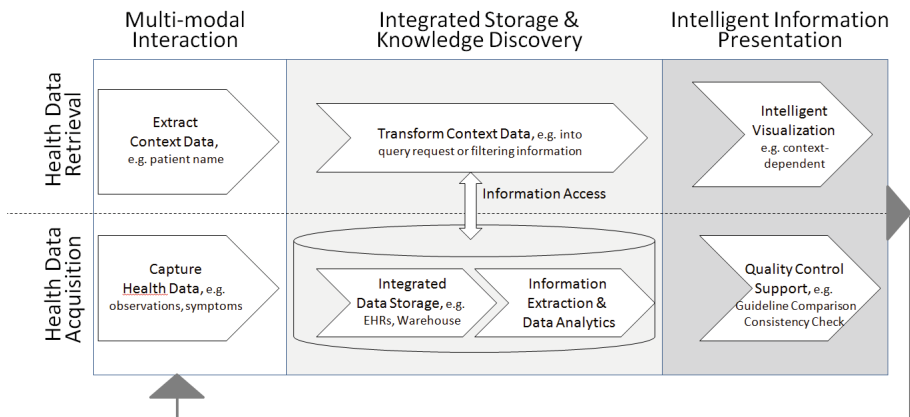 Multi-modal
Interaction
Integrated Storage &
Knowledge Discovery
Intelligent Information
Presentation
Health Data
Retrieval
Extract
Context Data,
e.g. patient name
Transform Context Data, e.g. into
query request or filtering information
Intelligent
Visualization
e.g. context-
dependent
Information Access
Health Data
Acquisition
Capture
Health Data, e.g.
observations, symptoms
Integrated
Data Storage, e.g.
EHRs, Warehouse
Information
Extraction &
Data Analytics
Quality Control
Support, e.g.
Guideline Comparison
Consistency Check